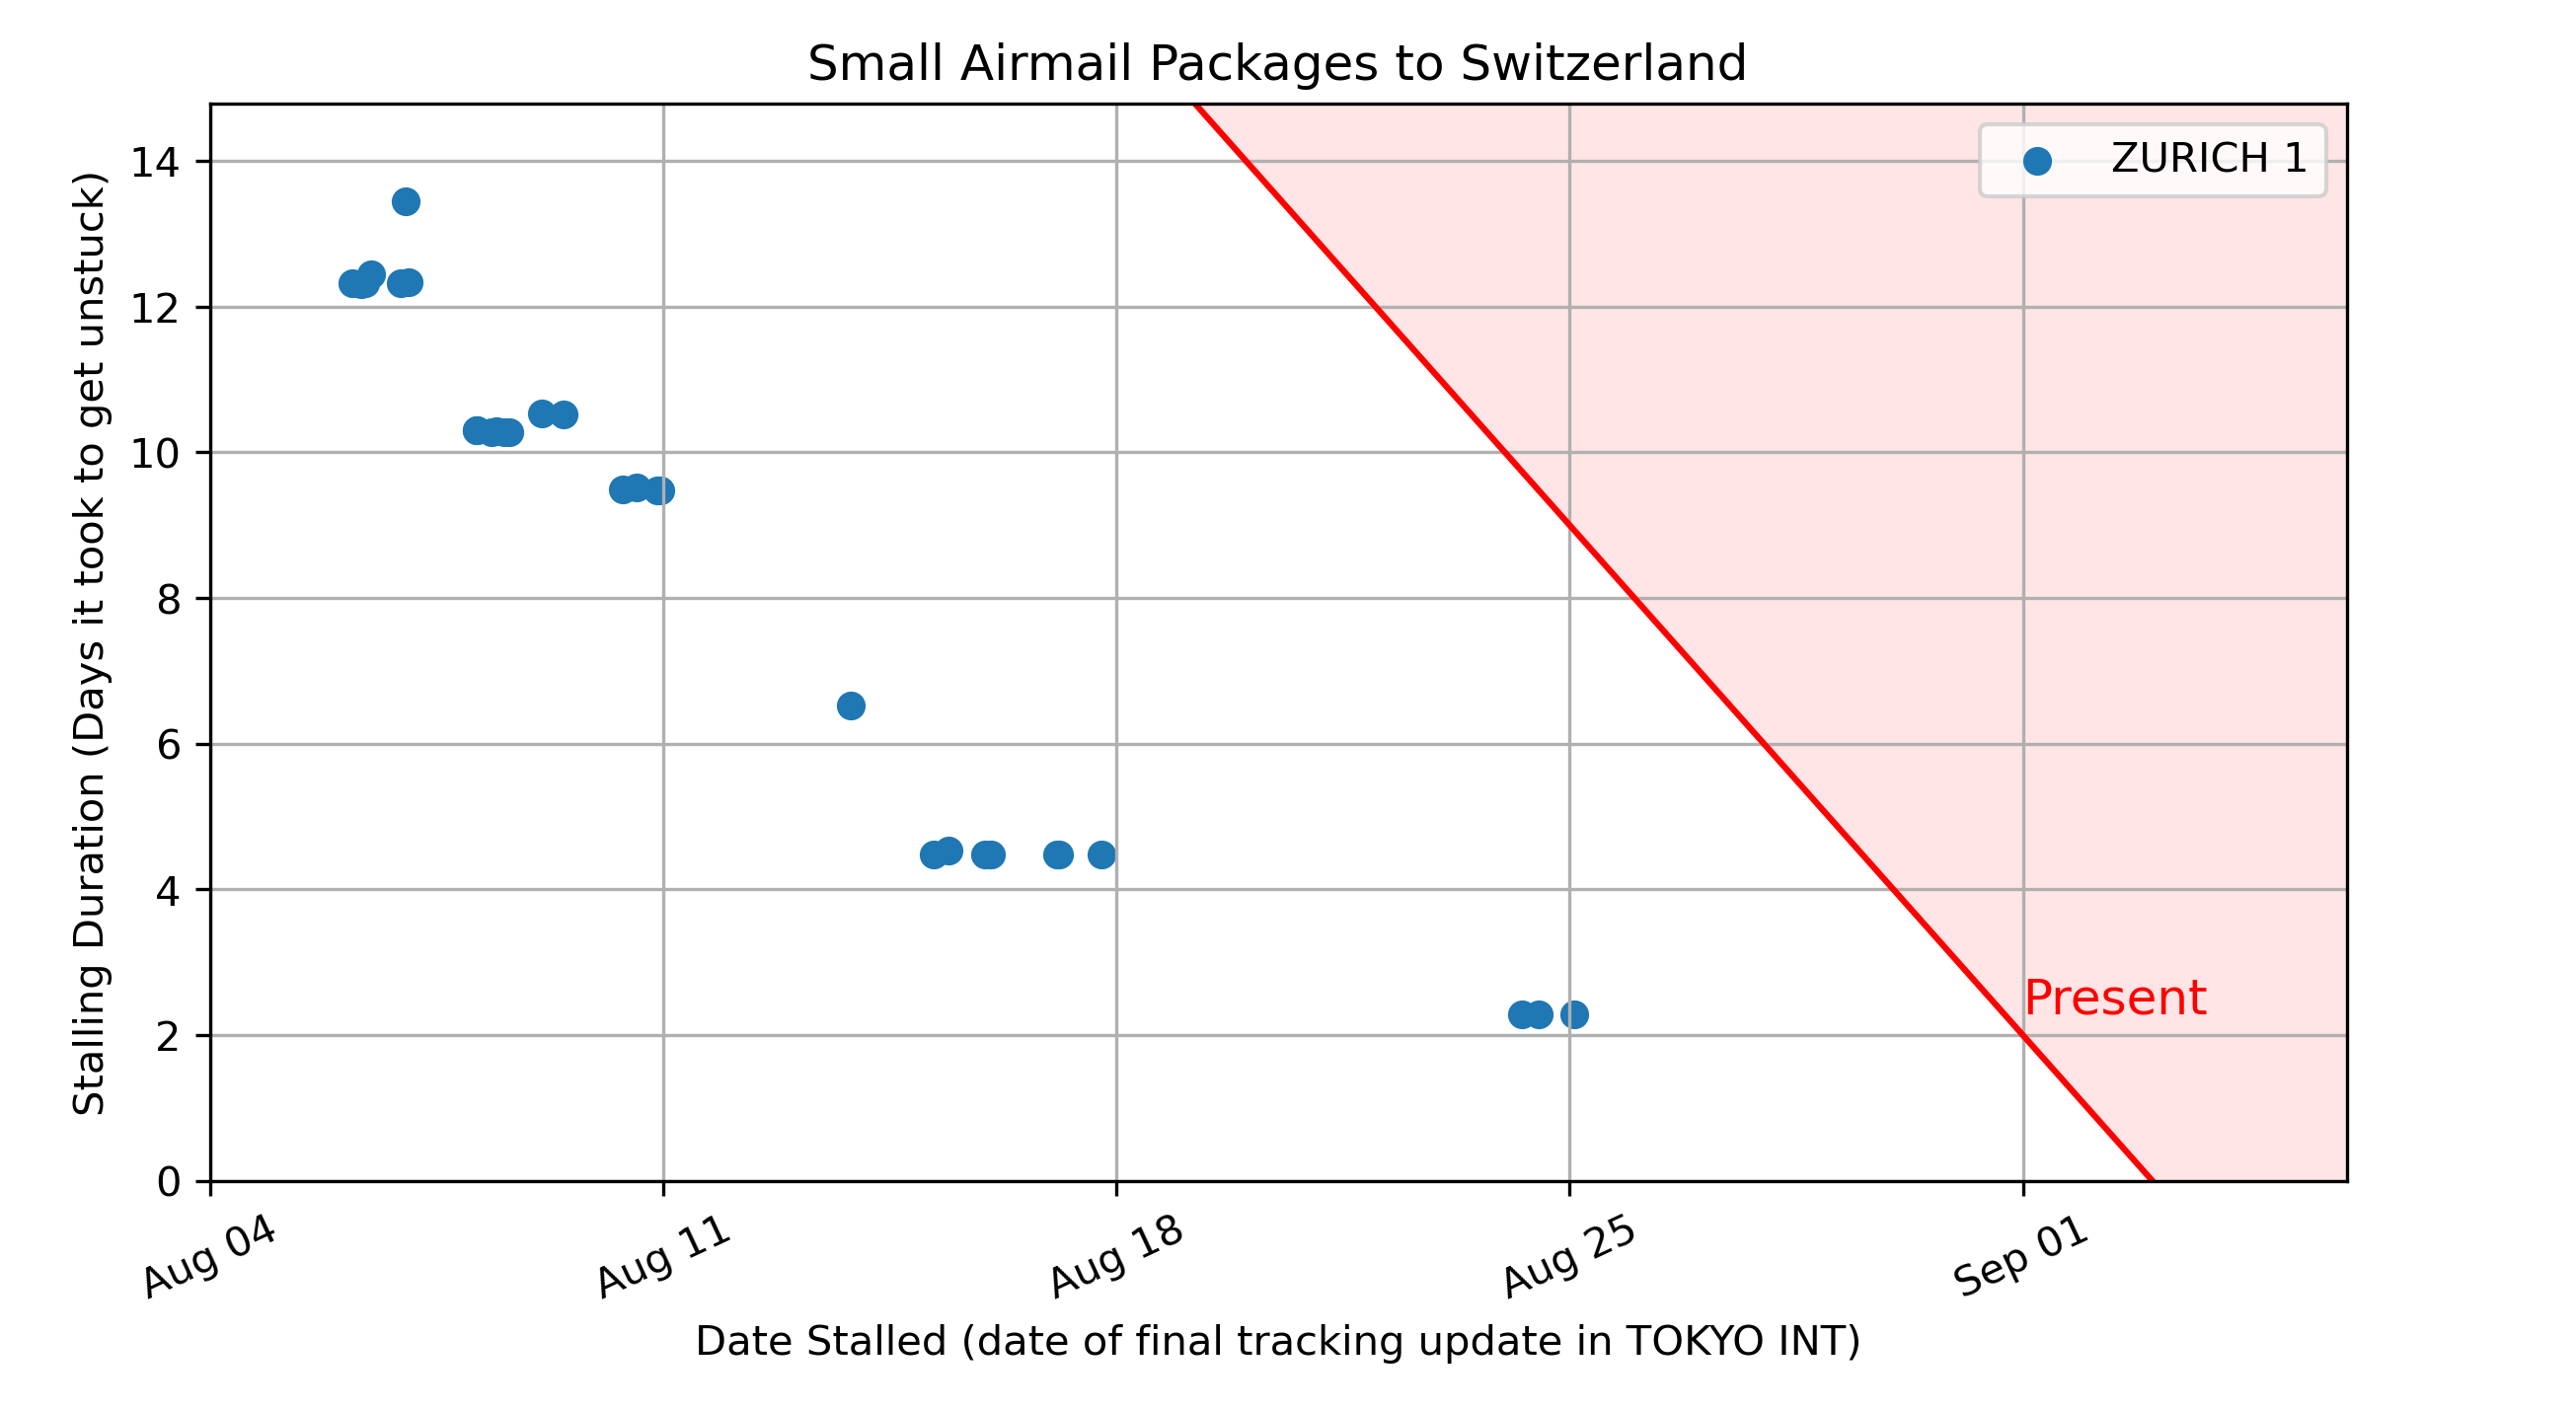 Small Airmail Packages to Switzerland
Stalling Duration (Days it took to get unstuck)
14
12
10
8
6
4
2
0
ZURICH 1
Present
Aug 04
Aug 11
Aug 18
Aug 25
Sep 01
Date Stalled (date of final tracking update in TOKYO INT)